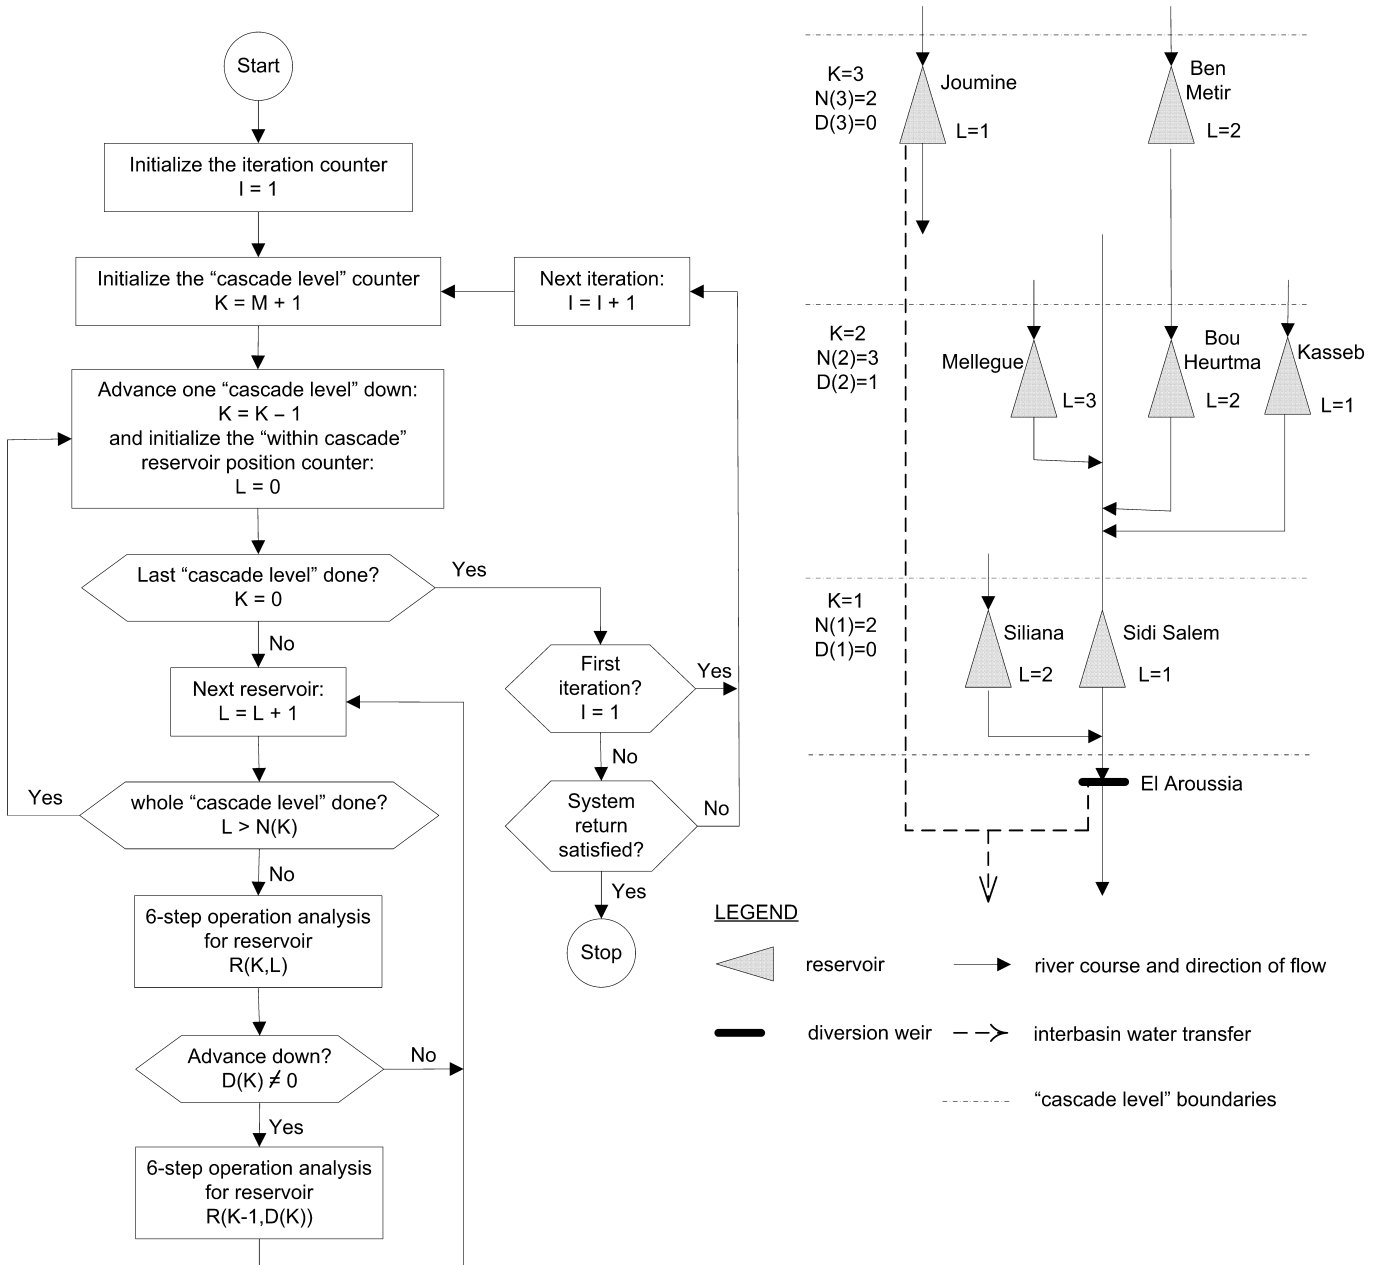 Start
Initialize the iteration counter
I = 1
Initialize the “cascade level” counter
K = M + 1
Next iteration:
I = I + 1
Advance one “cascade level” down:
K = K – 1
and initialize the “within cascade”
reservoir position counter:
L = 0
Last “cascade level” done?
K = 0
Yes
No
Next reservoir:
L = L + 1
First
iteration?
I = 1
Yes
No
whole “cascade level” done?
L > N(K)
Yes
No
System
return
satisfied?
No
Yes
Stop
6-step operation analysis
for reservoir
R(K,L)
Advance down?
D(K) ≠ 0
No
Yes
6-step operation analysis
for reservoir
R(K-1,D(K))
K=3
N(3)=2
D(3)=0
Joumine
L=1
Ben
Metir
L=2
K=2
N(2)=3
D(2)=1
Mellegue
L=3
Bou
Heurtma
L=2
Kasseb
L=1
K=1
N(1)=2
D(1)=0
Siliana
L=2
Sidi Salem
L=1
El Aroussia
LEGEND
reservoir
river course and direction of flow
diversion weir
interbasin water transfer
“cascade level” boundaries